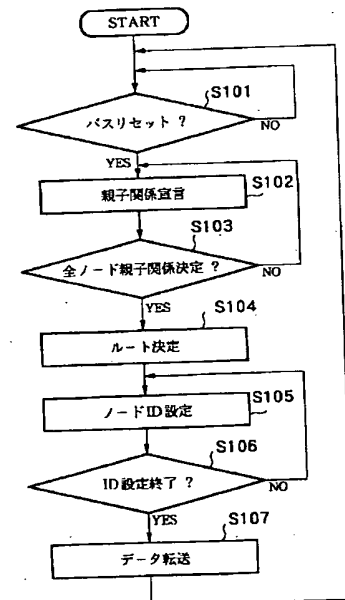 START
S101
バスリセット ?
NO
YES
S102
親子関係宣言
S103
全ノード親子関係決定 ?
NO
YES
S104
ルート決定
S105
ノードID設定
S106
ID設定終了 ?
NO
YES
S107
データ転送